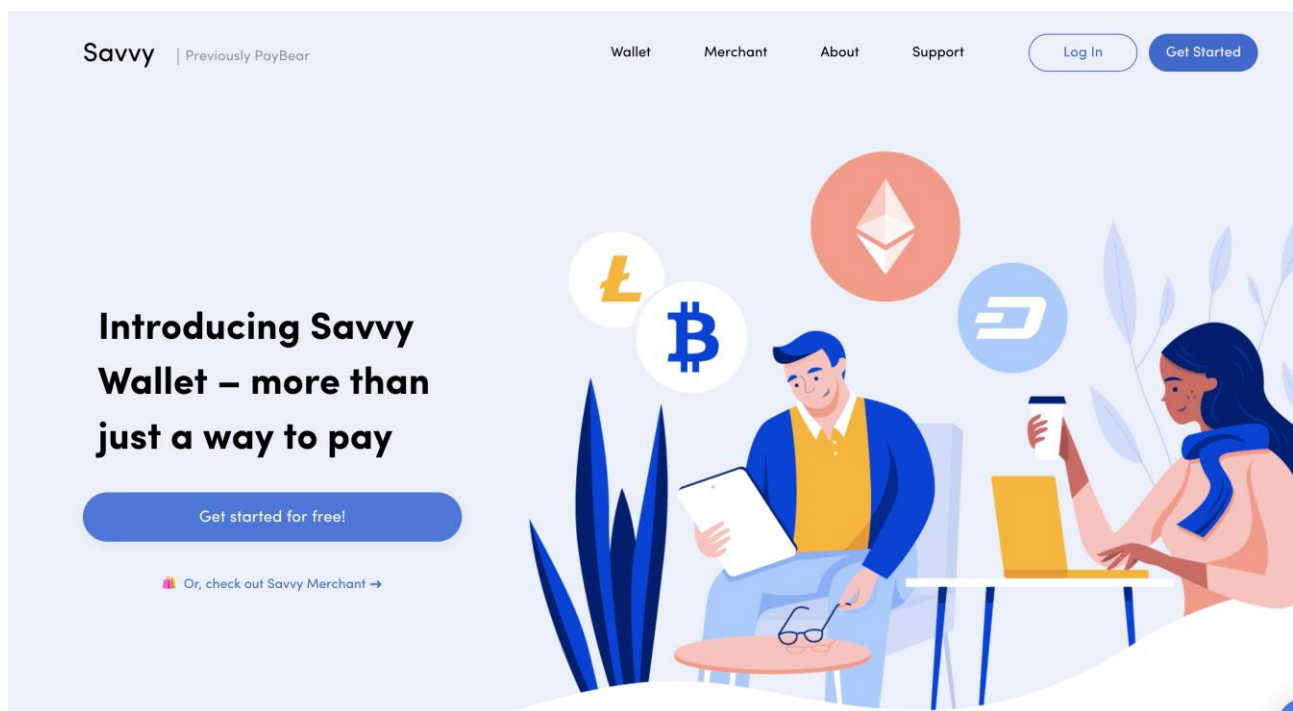 Savvy | Previously PayBear
Wallet Merchant About Support Log In Get Started
Introducing Savvy
Wallet – more than
just a way to pay
Get started for free!
Or, check out Savvy Merchant →